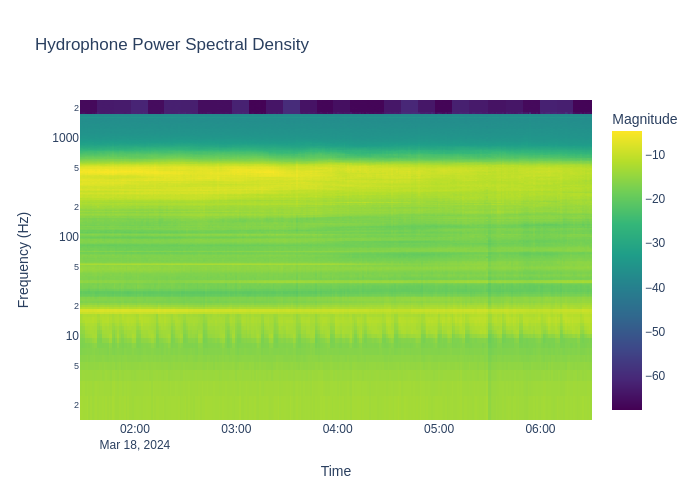 Hydrophone Power Spectral Density
Magnitude
2
1000
5
2
100
5
2
10
5
2
Frequency (Hz)
−10
−20
−30
−40
−50
−60
02:00 03:00 04:00 05:00 06:00
Mar 18, 2024
Time